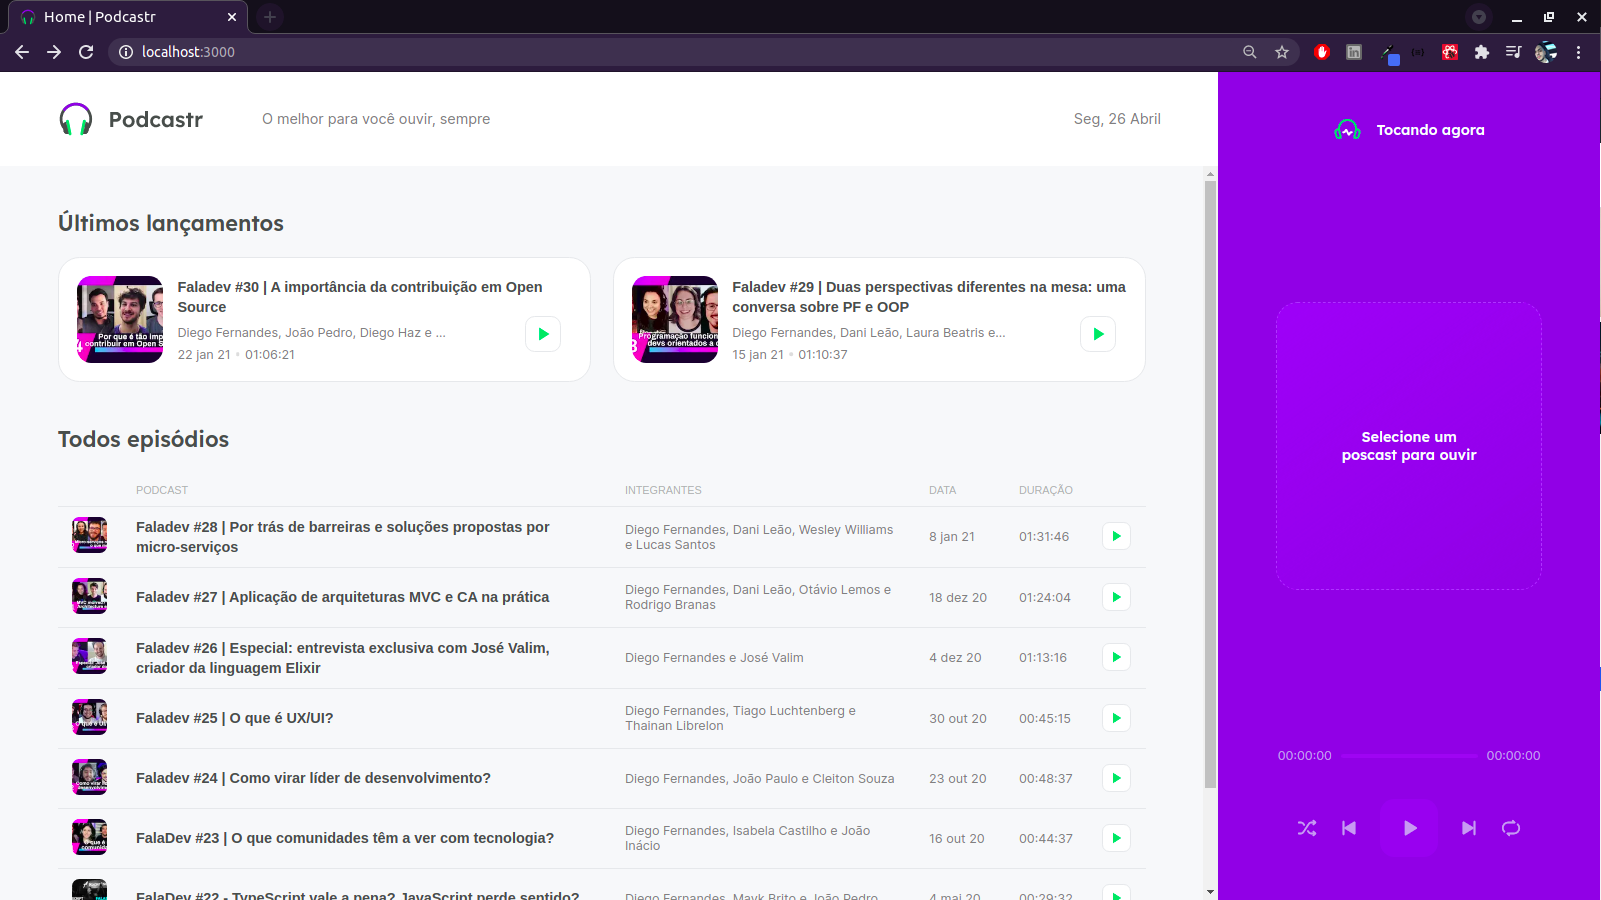 Home | Podcastr
localhost:3000
Podcastr
O melhor para você ouvir, sempre
Seg, 26 Abril
Tocando agora
Últimos lançamentos
Faladev #30 | A importância da contribuição em Open
Source
Diego Fernandes, João Pedro, Diego Haz e ...
22 jan 21 • 01:06:21
Faladev #29 | Duas perspectivas diferentes na mesa: uma
conversa sobre PF e OOP
Diego Fernandes, Dani Leão, Laura Beatris e...
15 jan 21 • 01:10:37
Selecione um
poscast para ouvir
Todos episódios
PODCAST INTEGRANTES DATA DURAÇÃO
Faladev #28 | Por trás de barreiras e soluções propostas por
micro-serviços
Diego Fernandes, Dani Leão, Wesley Williams
e Lucas Santos
8 jan 21
01:31:46
Faladev #27 | Aplicação de arquiteturas MVC e CA na prática
Diego Fernandes, Dani Leão, Otávio Lemos e
Rodrigo Branas
18 dez 20
01:24:04
Faladev #26 | Especial: entrevista exclusiva com José Valim,
criador da linguagem Elixir
Diego Fernandes e José Valim
4 dez 20
01:13:16
Faladev #25 | O que é UX/UI?
Diego Fernandes, Tiago Luchtenberg e
Thainan Librelon
30 out 20
00:45:15
Faladev #24 | Como virar líder de desenvolvimento?
Diego Fernandes, João Paulo e Cleiton Souza
23 out 20
00:48:37
FalaDev #23 | O que comunidades têm a ver com tecnologia?
Diego Fernandes, Isabela Castilho e João
Inácio
16 out 20
00:44:37
FalaDev #22 - TypeScript vale a pena? JavaScript perde sentido?
Diego Fernandes, Mayk Brito e João Pedro
4 mai 20
00:29:32
00:00:00
00:00:00